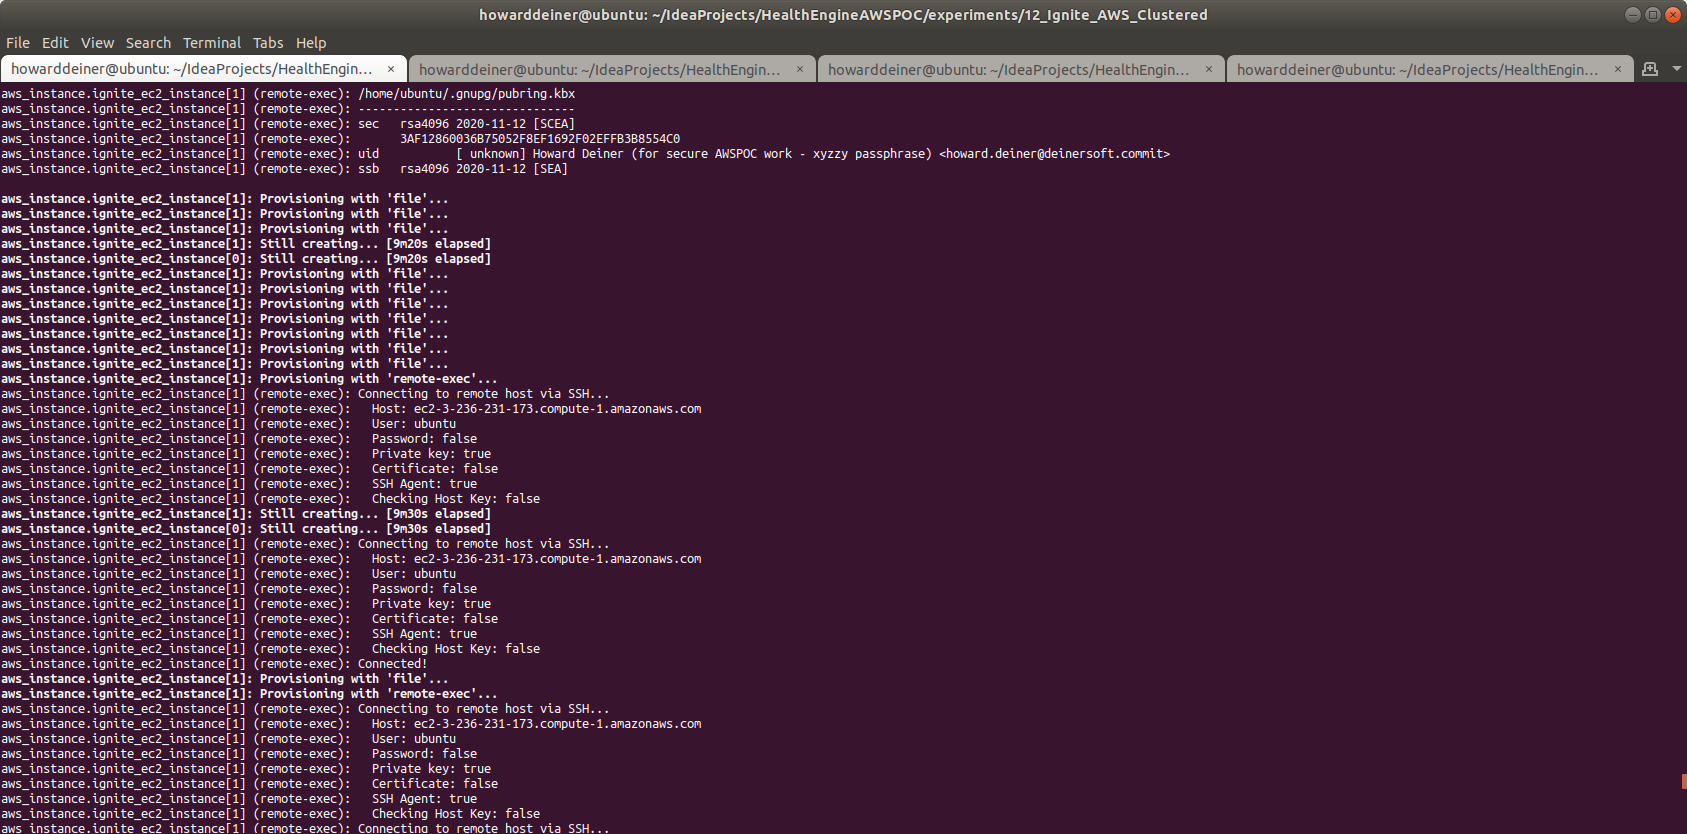 howarddeiner@ubuntu: ~/IdeaProjects/HealthEngineAWSPOC/experiments/12_Ignite_AWS_Clustered
File Edit View Search Terminal Tabs Help
howarddeiner@ubuntu: ~/IdeaProjects/HealthEngin... × howarddeiner@ubuntu: ~/IdeaProjects/HealthEngin... × howarddeiner@ubuntu: ~/IdeaProjects/HealthEngin... × howarddeiner@ubuntu: ~/IdeaProjects/HealthEngin... ×
aws_instance.ignite_ec2_instance[1] (remote-exec): /home/ubuntu/.gnupg/pubring.kbx
aws_instance.ignite_ec2_instance[1] (remote-exec): -------------------------------
aws_instance.ignite_ec2_instance[1] (remote-exec): sec   rsa4096 2020-11-12 [SCEA]
aws_instance.ignite_ec2_instance[1] (remote-exec):       3AF12860036B75052F8EF1692F02EFFB3B8554C0
aws_instance.ignite_ec2_instance[1] (remote-exec): uid           [ unknown] Howard Deiner (for secure AWSPOC work - xyzzy passphrase) <howard.deiner@deinersoft.commit>
aws_instance.ignite_ec2_instance[1] (remote-exec): ssb   rsa4096 2020-11-12 [SEA]
aws_instance.ignite_ec2_instance[1]: Provisioning with 'file'...
aws_instance.ignite_ec2_instance[1]: Provisioning with 'file'...
aws_instance.ignite_ec2_instance[1]: Provisioning with 'file'...
aws_instance.ignite_ec2_instance[1]: Still creating... [9m20s elapsed]
aws_instance.ignite_ec2_instance[0]: Still creating... [9m20s elapsed]
aws_instance.ignite_ec2_instance[1]: Provisioning with 'file'...
aws_instance.ignite_ec2_instance[1]: Provisioning with 'file'...
aws_instance.ignite_ec2_instance[1]: Provisioning with 'file'...
aws_instance.ignite_ec2_instance[1]: Provisioning with 'file'...
aws_instance.ignite_ec2_instance[1]: Provisioning with 'file'...
aws_instance.ignite_ec2_instance[1]: Provisioning with 'file'...
aws_instance.ignite_ec2_instance[1]: Provisioning with 'file'...
aws_instance.ignite_ec2_instance[1]: Provisioning with 'remote-exec'...
aws_instance.ignite_ec2_instance[1] (remote-exec): Connecting to remote host via SSH...
aws_instance.ignite_ec2_instance[1] (remote-exec):   Host: ec2-3-236-231-173.compute-1.amazonaws.com
aws_instance.ignite_ec2_instance[1] (remote-exec):   User: ubuntu
aws_instance.ignite_ec2_instance[1] (remote-exec):   Password: false
aws_instance.ignite_ec2_instance[1] (remote-exec):   Private key: true
aws_instance.ignite_ec2_instance[1] (remote-exec):   Certificate: false
aws_instance.ignite_ec2_instance[1] (remote-exec):   SSH Agent: true
aws_instance.ignite_ec2_instance[1] (remote-exec):   Checking Host Key: false
aws_instance.ignite_ec2_instance[1]: Still creating... [9m30s elapsed]
aws_instance.ignite_ec2_instance[0]: Still creating... [9m30s elapsed]
aws_instance.ignite_ec2_instance[1] (remote-exec): Connecting to remote host via SSH...
aws_instance.ignite_ec2_instance[1] (remote-exec):   Host: ec2-3-236-231-173.compute-1.amazonaws.com
aws_instance.ignite_ec2_instance[1] (remote-exec):   User: ubuntu
aws_instance.ignite_ec2_instance[1] (remote-exec):   Password: false
aws_instance.ignite_ec2_instance[1] (remote-exec):   Private key: true
aws_instance.ignite_ec2_instance[1] (remote-exec):   Certificate: false
aws_instance.ignite_ec2_instance[1] (remote-exec):   SSH Agent: true
aws_instance.ignite_ec2_instance[1] (remote-exec):   Checking Host Key: false
aws_instance.ignite_ec2_instance[1] (remote-exec): Connected!
aws_instance.ignite_ec2_instance[1]: Provisioning with 'file'...
aws_instance.ignite_ec2_instance[1]: Provisioning with 'remote-exec'...
aws_instance.ignite_ec2_instance[1] (remote-exec): Connecting to remote host via SSH...
aws_instance.ignite_ec2_instance[1] (remote-exec):   Host: ec2-3-236-231-173.compute-1.amazonaws.com
aws_instance.ignite_ec2_instance[1] (remote-exec):   User: ubuntu
aws_instance.ignite_ec2_instance[1] (remote-exec):   Password: false
aws_instance.ignite_ec2_instance[1] (remote-exec):   Private key: true
aws_instance.ignite_ec2_instance[1] (remote-exec):   Certificate: false
aws_instance.ignite_ec2_instance[1] (remote-exec):   SSH Agent: true
aws_instance.ignite_ec2_instance[1] (remote-exec):   Checking Host Key: false
aws_instance.ignite_ec2_instance[1] (remote-exec): Connecting to remote host via SSH...